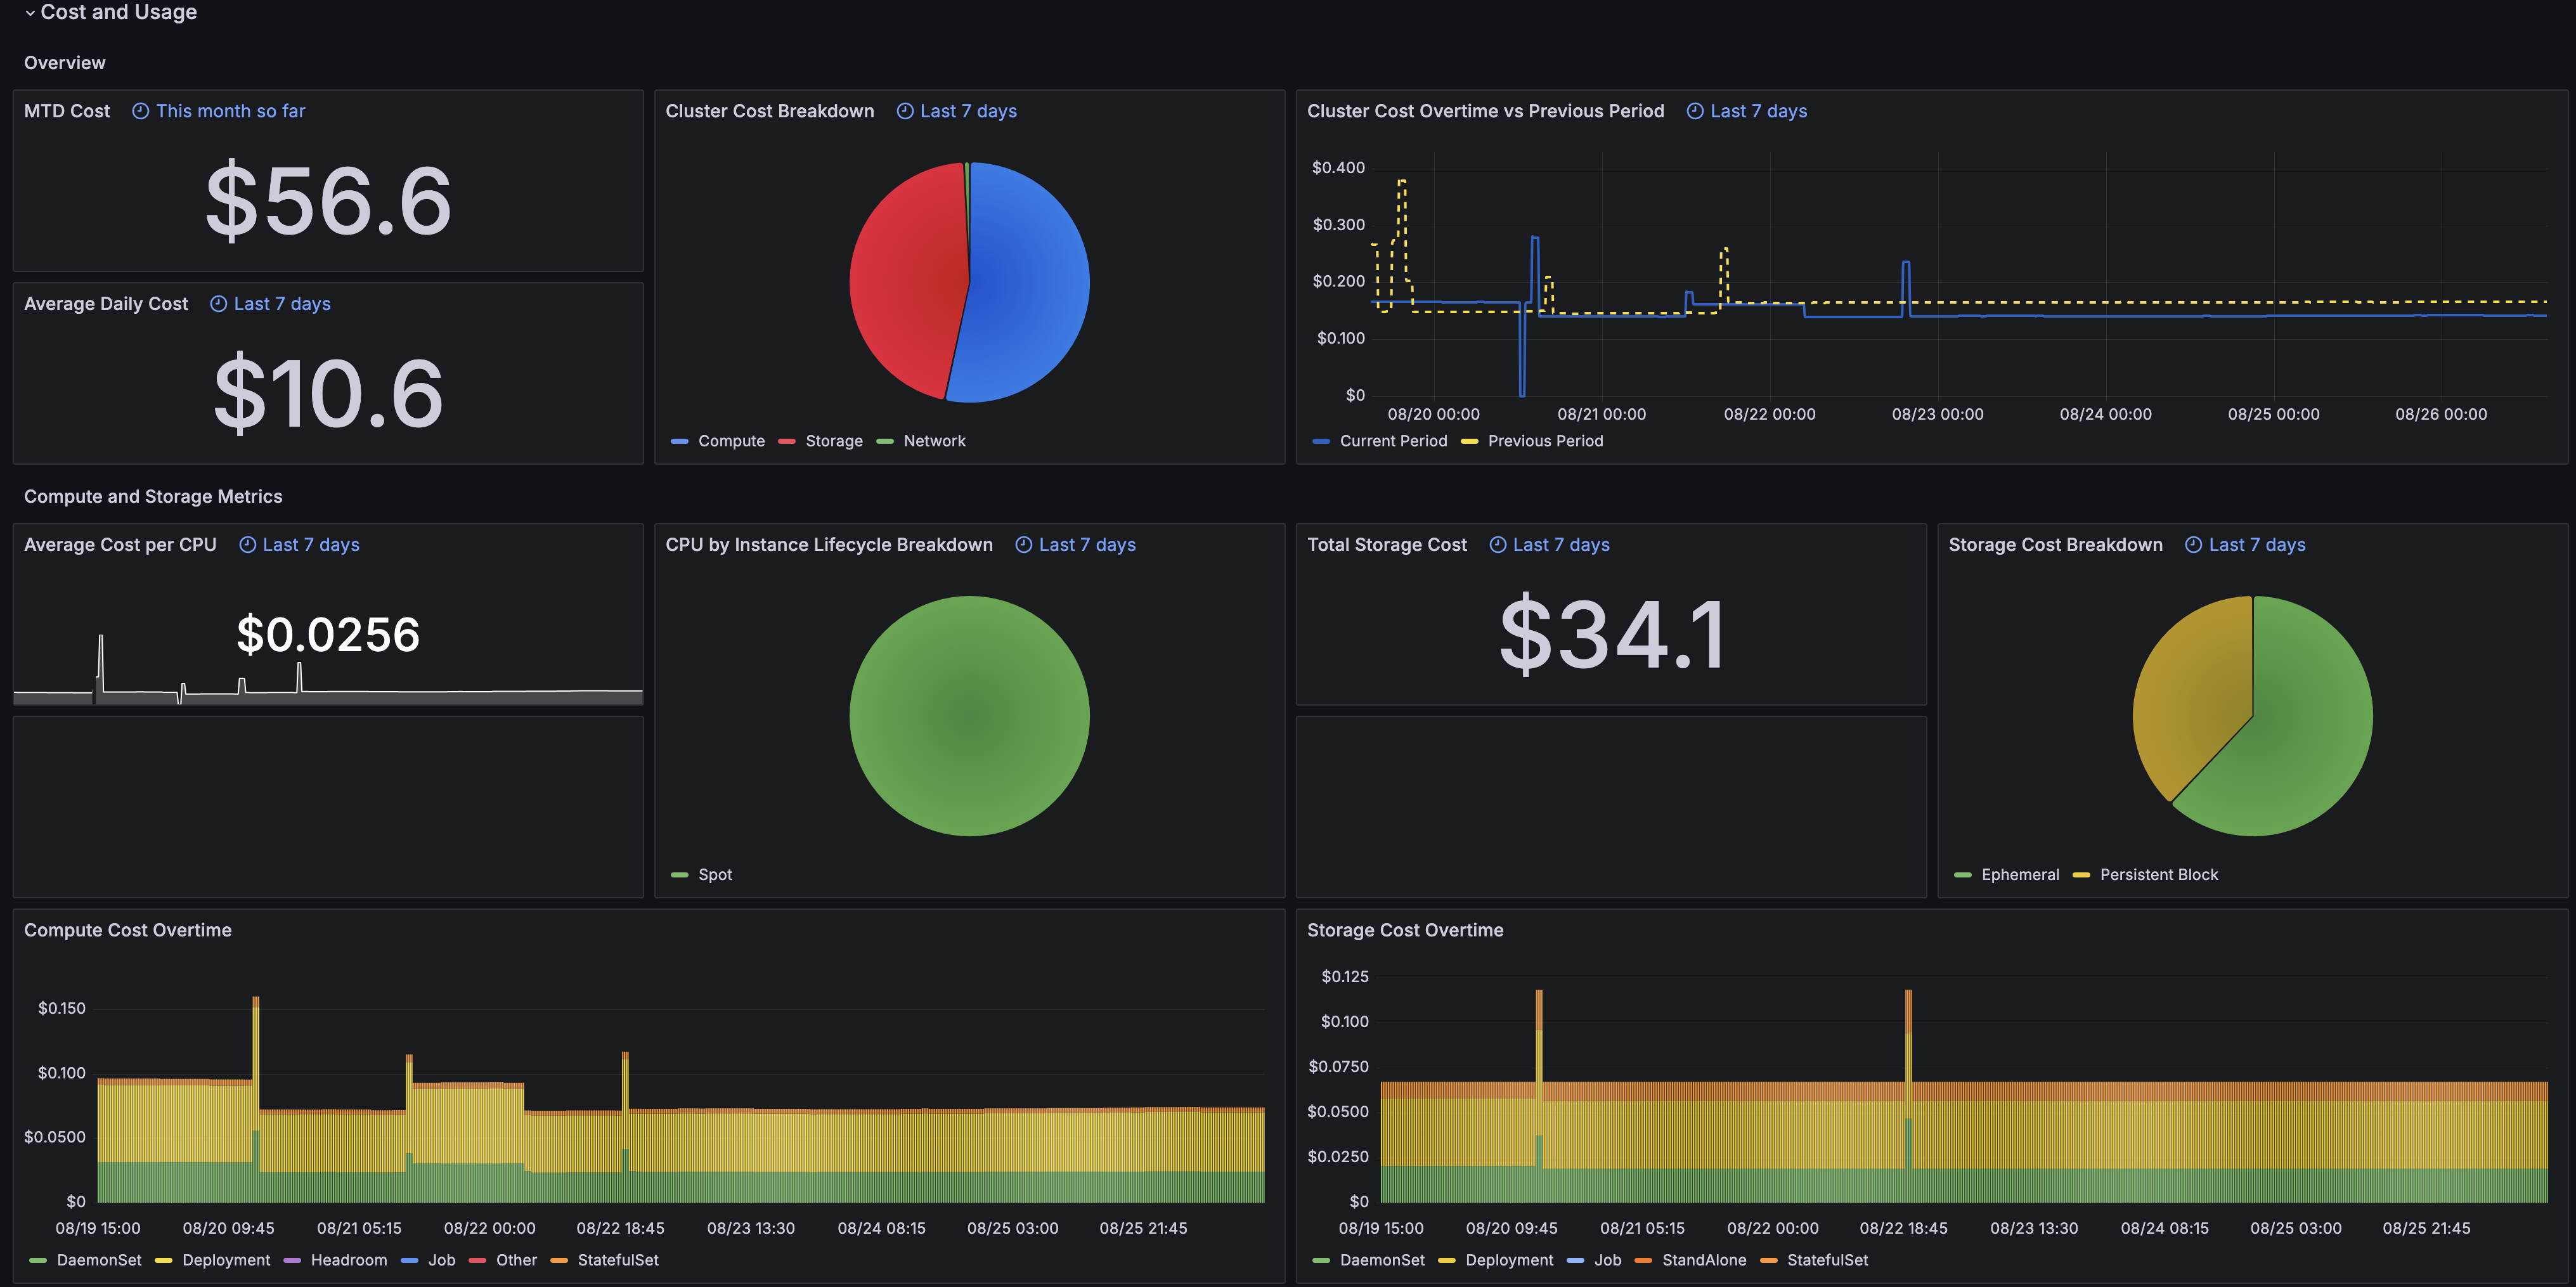 Cost and Usage
Overview
MTD Cost This month so far
$56.6
Average Daily Cost Last 7 days
$10.6
Cluster Cost Breakdown Last 7 days
Compute Storage Network
Cluster Cost Overtime vs Previous Period Last 7 days
$0.400
$0.300
$0.200
$0.100
$0
08/20 00:00 08/21 00:00 08/22 00:00 08/23 00:00 08/24 00:00 08/25 00:00 08/26 00:00
Current Period Previous Period
Compute and Storage Metrics
Average Cost per CPU Last 7 days
$0.0256
CPU by Instance Lifecycle Breakdown Last 7 days
Spot
Total Storage Cost Last 7 days
$34.1
Storage Cost Breakdown Last 7 days
Ephemeral Persistent Block
Compute Cost Overtime
$0.150
$0.100
$0.0500
$0
08/19 15:00 08/20 09:45 08/21 05:15 08/22 00:00 08/22 18:45 08/23 13:30 08/24 08:15 08/25 03:00 08/25 21:45
DaemonSet Deployment Headroom Job Other StatefulSet
Storage Cost Overtime
$0.125
$0.100
$0.0750
$0.0500
$0.0250
$0
08/19 15:00 08/20 09:45 08/21 05:15 08/22 00:00 08/22 18:45 08/23 13:30 08/24 08:15 08/25 03:00 08/25 21:45
DaemonSet Deployment Job StandAlone StatefulSet